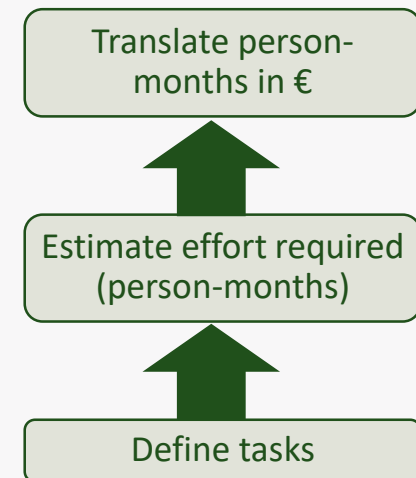 Translate person-
months in €
Estimate effort required
(person-months)
Define tasks